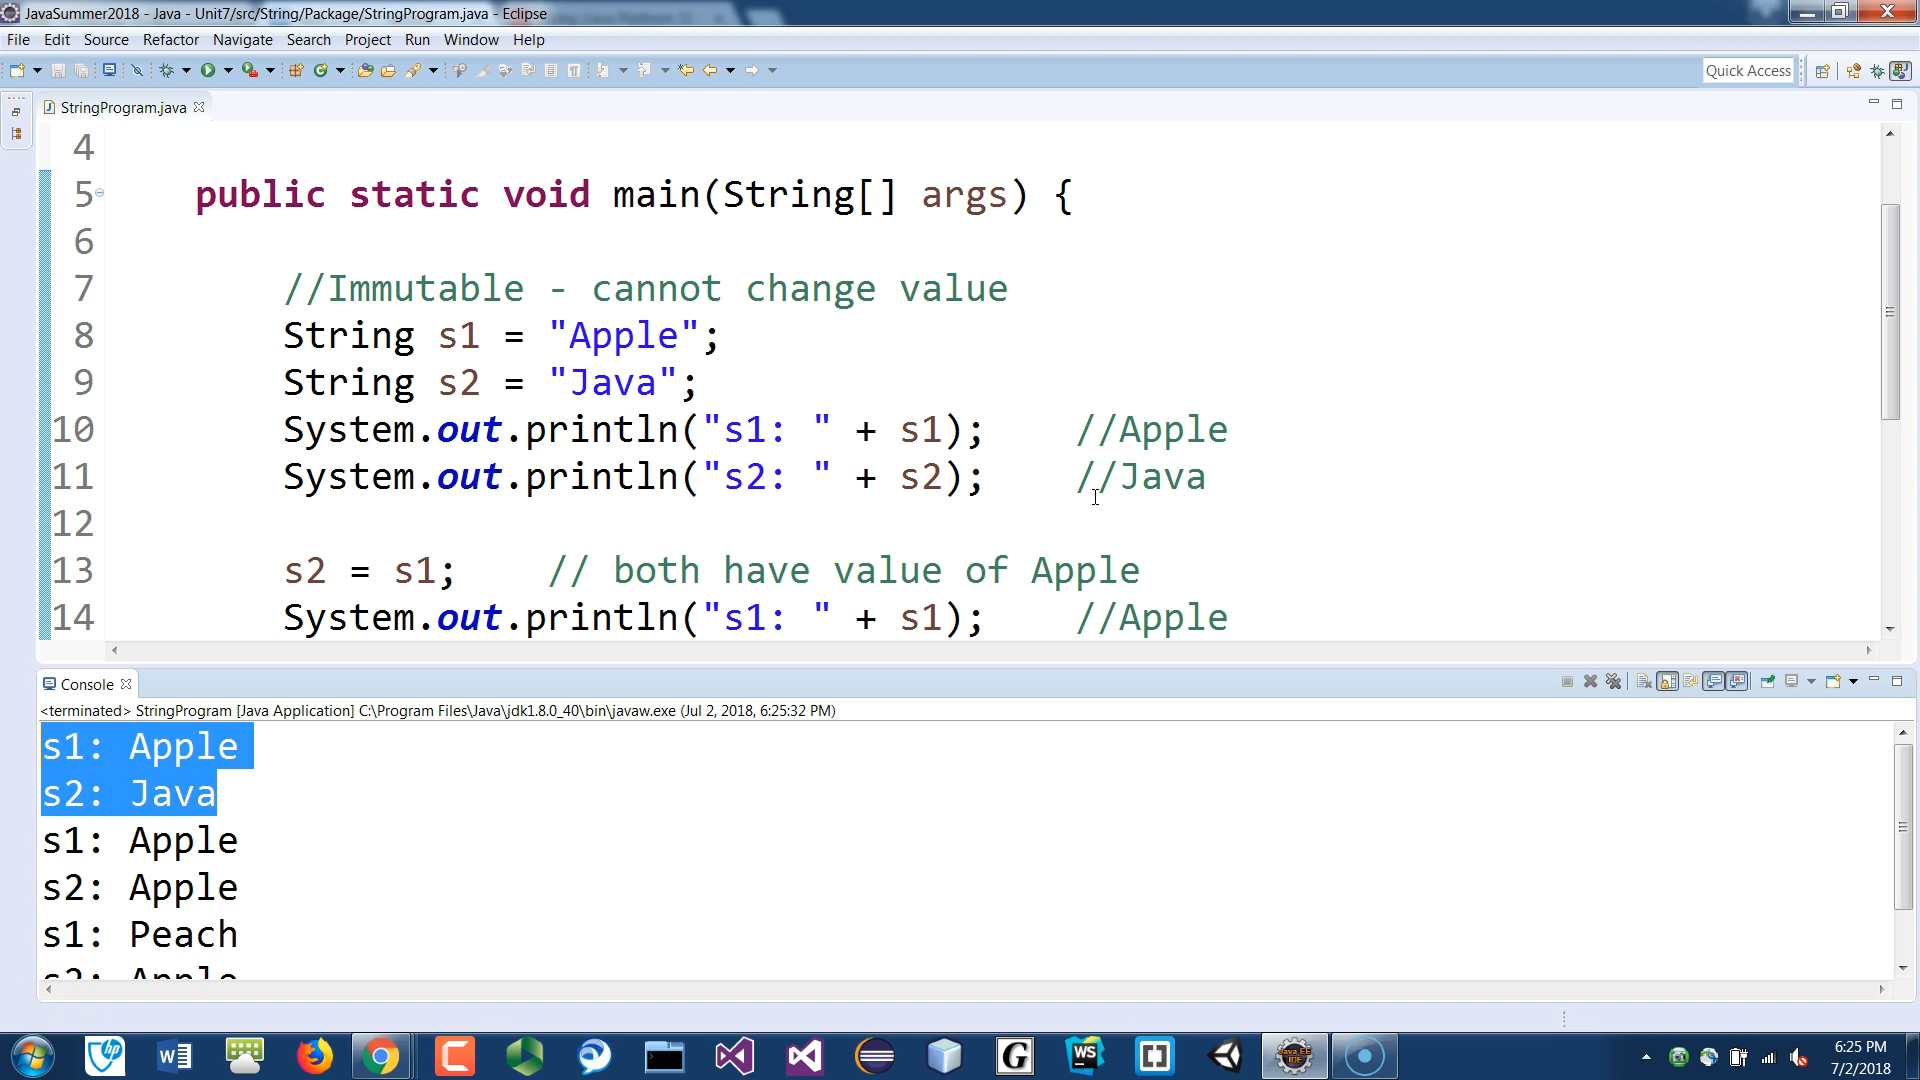 JavaSummer2018 - Java - Unit7/src/String/Package/StringProgram.java - Eclipse
File Edit Source Refactor Navigate Search Project Run Window Help
Quick Access
StringProgram.java
4
5 public static void main(String[] args) {
6
7 //Immutable - cannot change value
8 String s1 = "Apple";
9 String s2 = "Java";
10 System.out.println("s1: " + s1); //Apple
11 System.out.println("s2: " + s2); //Java
12
13 s2 = s1; // both have value of Apple
14 System.out.println("s1: " + s1); //Apple
Console
<terminated> StringProgram [Java Application] C:\Program Files\Java\jdk1.8.0_40\bin\javaw.exe (Jul 2, 2018, 6:25:32 PM)
s1: Apple
s2: Java
s1: Apple
s2: Apple
s1: Peach
s2: Apple
6:25 PM
7/2/2018